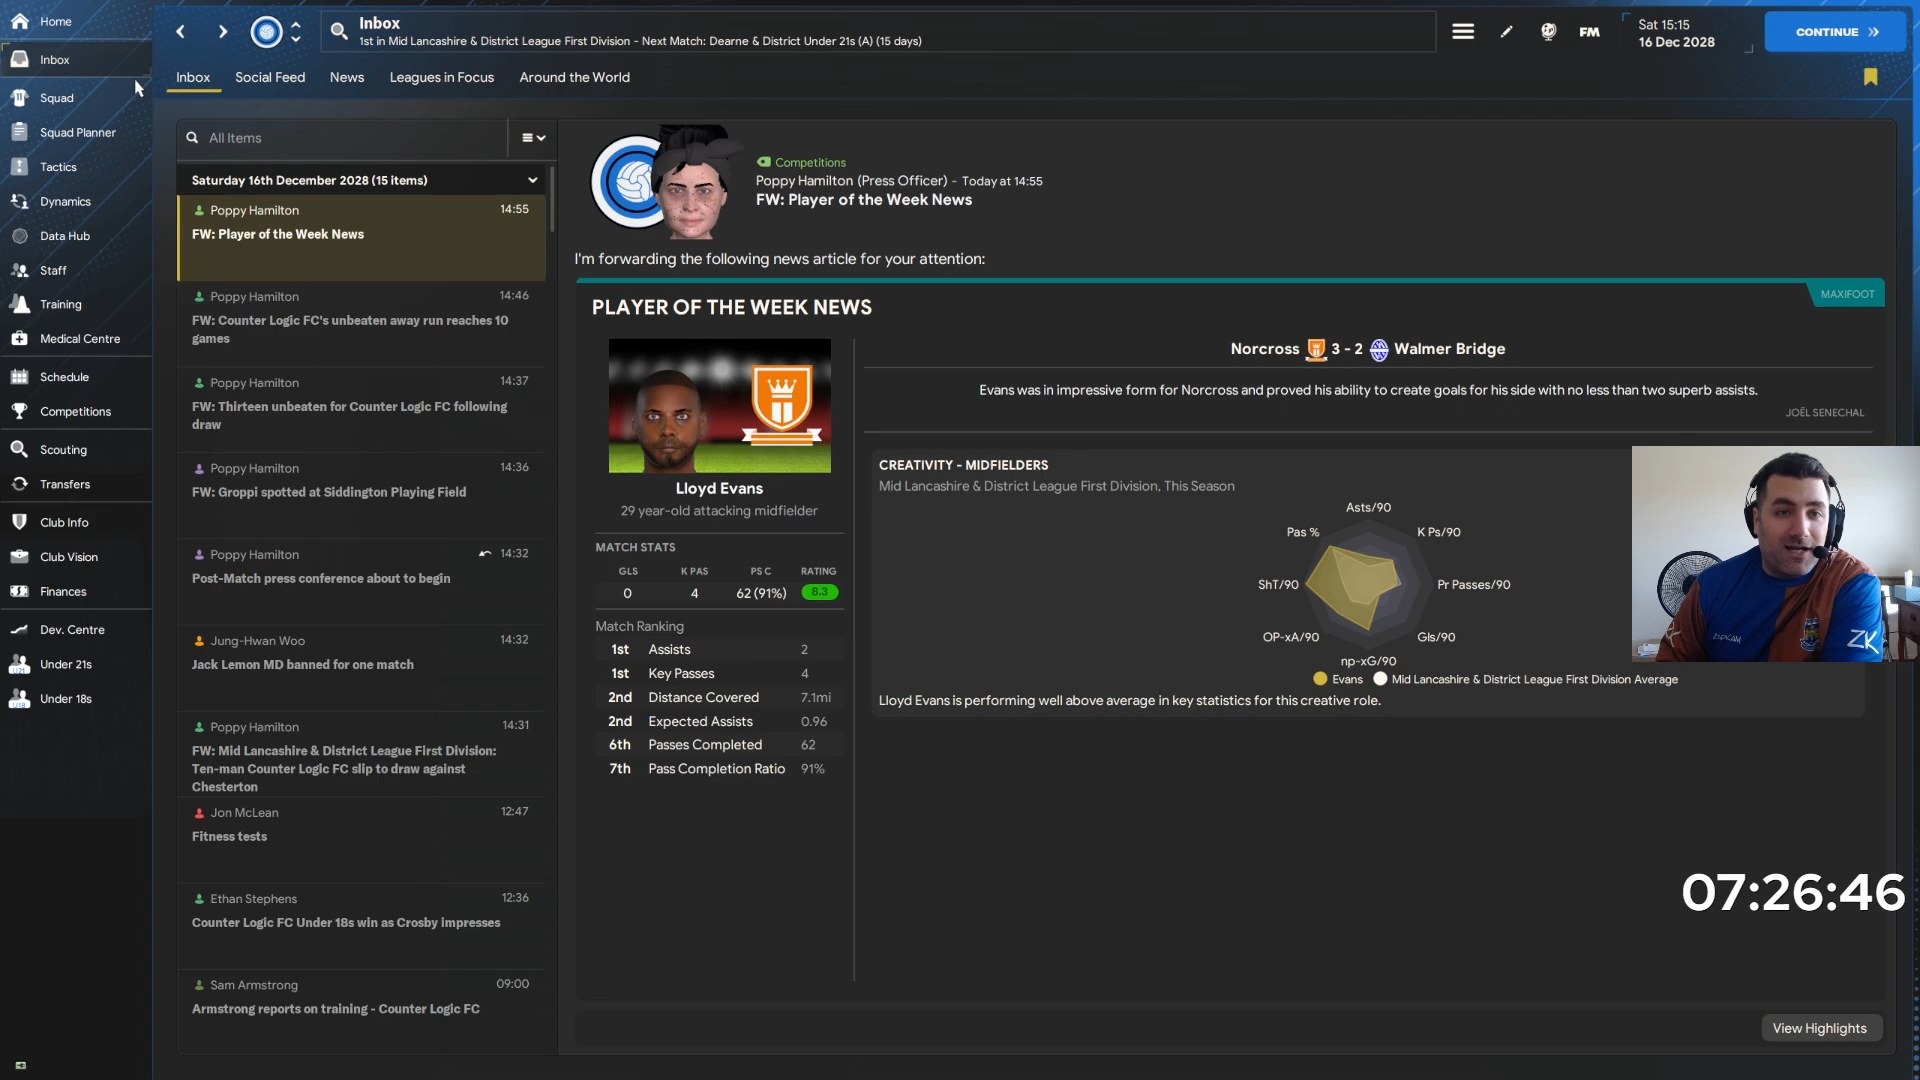 Home
Inbox
Squad
Squad Planner
Tactics
Dynamics
Data Hub
Staff
Training
Medical Centre
Schedule
Competitions
Scouting
Transfers
Club Info
Club Vision
Finances
Dev. Centre
Under 21s
Under 18s
Inbox
1st in Mid Lancashire & District League First Division - Next Match: Dearne & District Under 21s (A) (15 days)
FM
Sat 15:15
16 Dec 2028
CONTINUE
Inbox
Social Feed
News
Leagues in Focus
Around the World
All Items
Saturday 16th December 2028 (15 items)
Poppy Hamilton 14:55
FW: Player of the Week News
Poppy Hamilton 14:46
FW: Counter Logic FC's unbeaten away run reaches 10
games
Poppy Hamilton 14:37
FW: Thirteen unbeaten for Counter Logic FC following
draw
Poppy Hamilton 14:36
FW: Groppi spotted at Siddington Playing Field
Poppy Hamilton 14:32
Post-Match press conference about to begin
Jung-Hwan Woo 14:32
Jack Lemon MD banned for one match
Poppy Hamilton 14:31
FW: Mid Lancashire & District League First Division:
Ten-man Counter Logic FC slip to draw against
Chesterton
Jon McLean 12:47
Fitness tests
Ethan Stephens 12:36
Counter Logic FC Under 18s win as Crosby impresses
Sam Armstrong 09:00
Armstrong reports on training - Counter Logic FC
Competitions
Poppy Hamilton (Press Officer) - Today at 14:55
FW: Player of the Week News
I'm forwarding the following news article for your attention:
MAXIFOOT
PLAYER OF THE WEEK NEWS
Lloyd Evans
29 year-old attacking midfielder
MATCH STATS
GLS K PAS PS C RATING
0 4 62 (91%) 8.3
Match Ranking
1st Assists 2
1st Key Passes 4
2nd Distance Covered 7.1mi
2nd Expected Assists 0.96
6th Passes Completed 62
7th Pass Completion Ratio 91%
Norcross 3 - 2 Walmer Bridge
Evans was in impressive form for Norcross and proved his ability to create goals for his side with no less than two superb assists.
JOËL SENECHAL
CREATIVITY - MIDFIELDERS
Mid Lancashire & District League First Division, This Season
Asts/90
Pas %
K Ps/90
ShT/90
Pr Passes/90
OP-xA/90
Gls/90
np-xG/90
Evans
Mid Lancashire & District League First Division Average
Lloyd Evans is performing well above average in key statistics for this creative role.
ZK
07:26:46
View Highlights